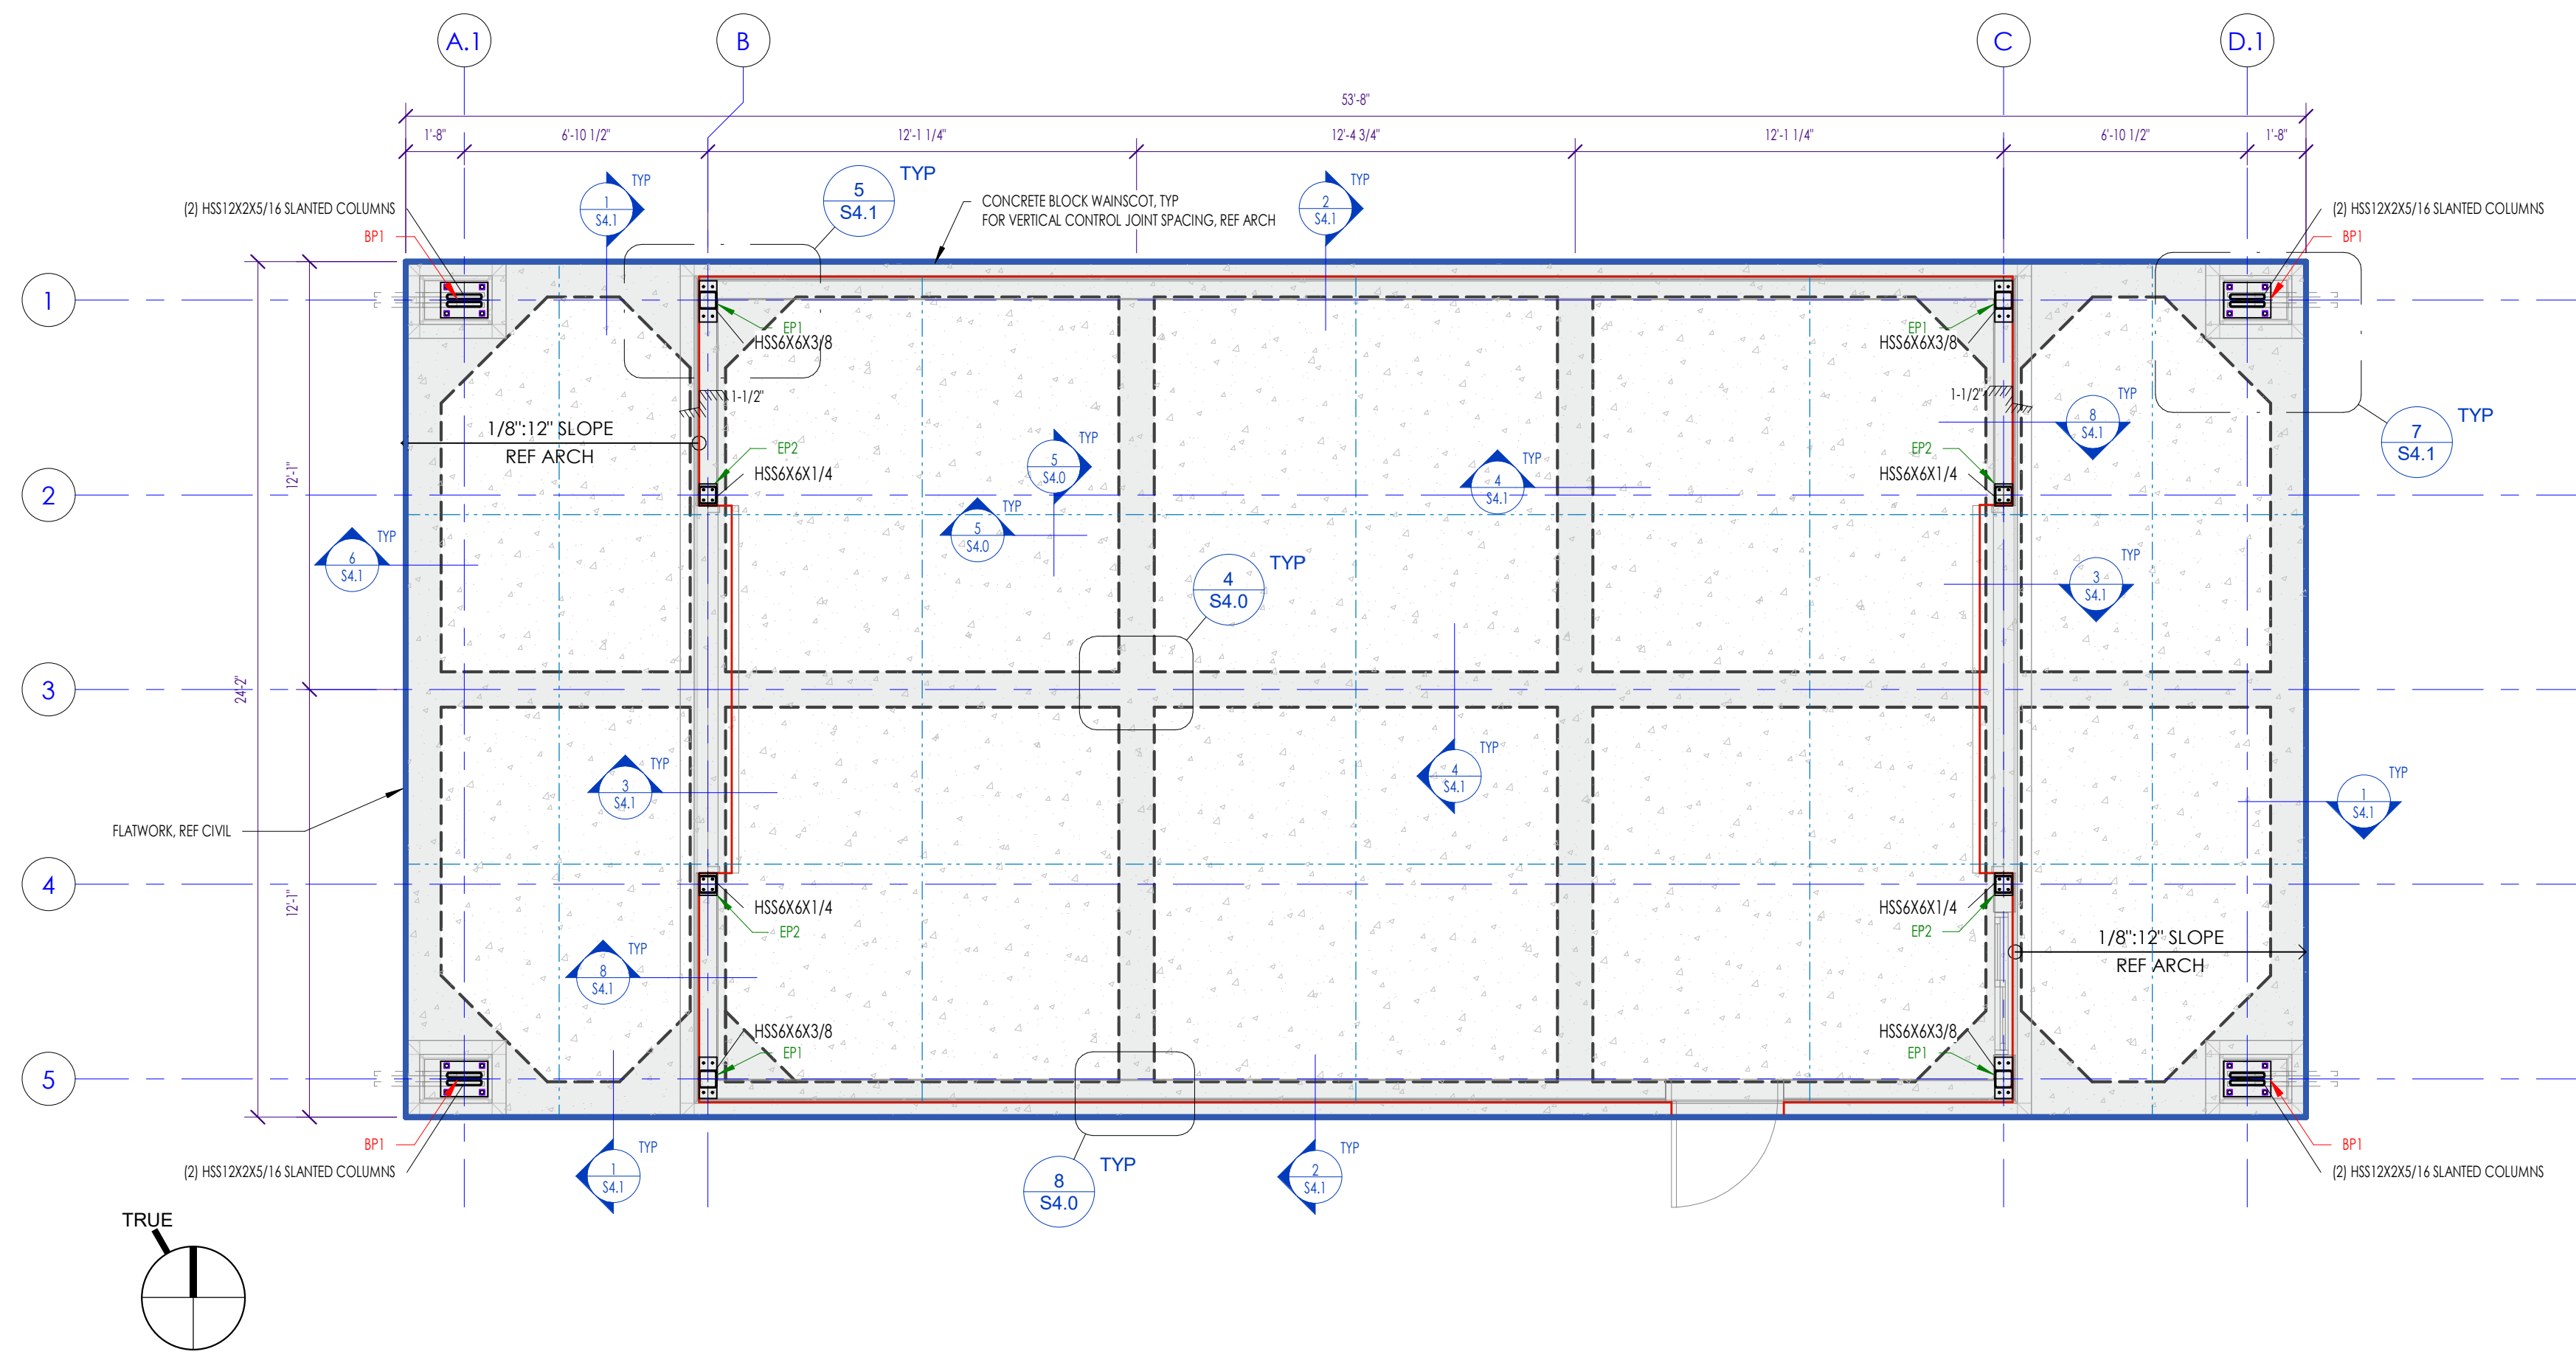 A.1
B
C
D.1
53'-8"
1'-8"
6'-10 1/2"
12'-1 1/4"
12'-4 3/4"
12'-1 1/4"
6'-10 1/2"
1'-8"
TYP
1
S4.1
5
S4.1
TYP
CONCRETE BLOCK WAINSCOT, TYP
FOR VERTICAL CONTROL JOINT SPACING, REF ARCH
TYP
2
S4.1
(2) HSS12X2X5/16 SLANTED COLUMNS
BP1
(2) HSS12X2X5/16 SLANTED COLUMNS
BP1
1
EP1
HSS6X6X3/8
EP1
HSS6X6X3/8
1-1/2"
1-1/2"
1/8":12" SLOPE
REF ARCH
TYP
8
S4.1
TYP
7
S4.1
12'-1"
EP2
HSS6X6X1/4
TYP
5
S4.0
TYP
5
S4.0
TYP
4
S4.1
EP2
HSS6X6X1/4
2
TYP
6
S4.1
TYP
4
S4.0
TYP
3
S4.1
3
24'-2"
TYP
3
S4.1
TYP
4
S4.1
TYP
1
S4.1
FLATWORK, REF CIVIL
4
12'-1"
HSS6X6X1/4
EP2
HSS6X6X1/4
EP2
TYP
8
S4.1
1/8":12" SLOPE
REF ARCH
HSS6X6X3/8
EP1
HSS6X6X3/8
EP1
5
BP1
(2) HSS12X2X5/16 SLANTED COLUMNS
TYP
1
S4.1
TYP
8
S4.0
TYP
2
S4.1
BP1
(2) HSS12X2X5/16 SLANTED COLUMNS
TRUE